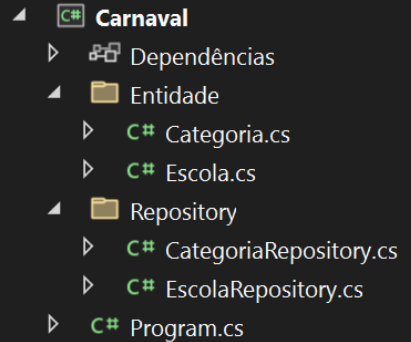 C# Carnaval
Dependências
Entidade
C# Categoria.cs
C# Escola.cs
Repository
C# CategoriaRepository.cs
C# EscolaRepository.cs
C# Program.cs